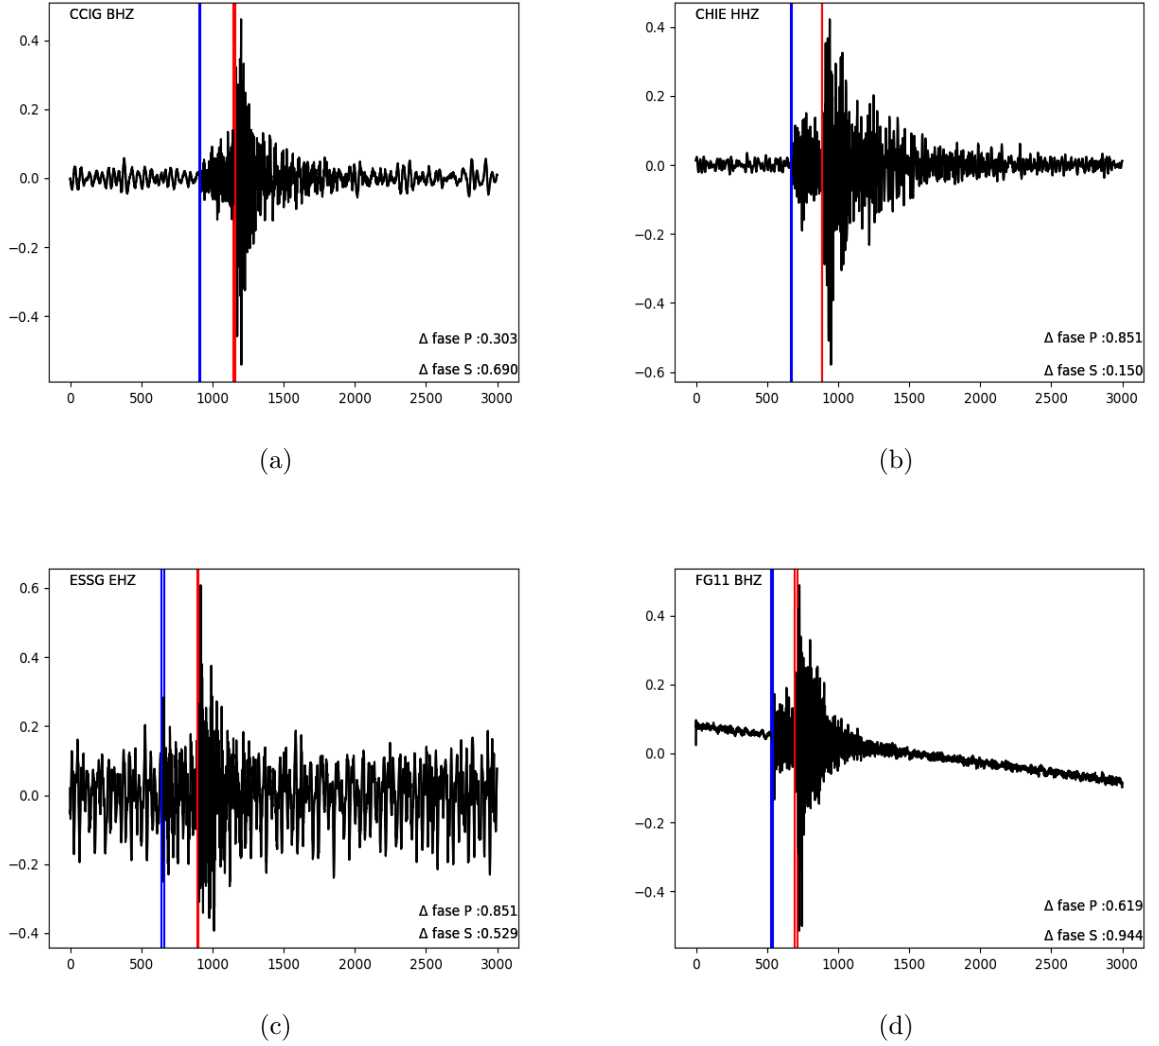 CCIG BHZ
0.4
0.2
0.0
−0.2
−0.4
Δ fase P :0.303
Δ fase S :0.690
0 500 1000 1500 2000 2500 3000
(a)
CHIE HHZ
0.4
0.2
0.0
−0.2
−0.4
−0.6
Δ fase P :0.851
Δ fase S :0.150
0 500 1000 1500 2000 2500 3000
(b)
ESSG EHZ
0.6
0.4
0.2
0.0
−0.2
−0.4
Δ fase P :0.851
Δ fase S :0.529
0 500 1000 1500 2000 2500 3000
(c)
FG11 BHZ
0.4
0.2
0.0
−0.2
−0.4
Δ fase P :0.619
Δ fase S :0.944
0 500 1000 1500 2000 2500 3000
(d)